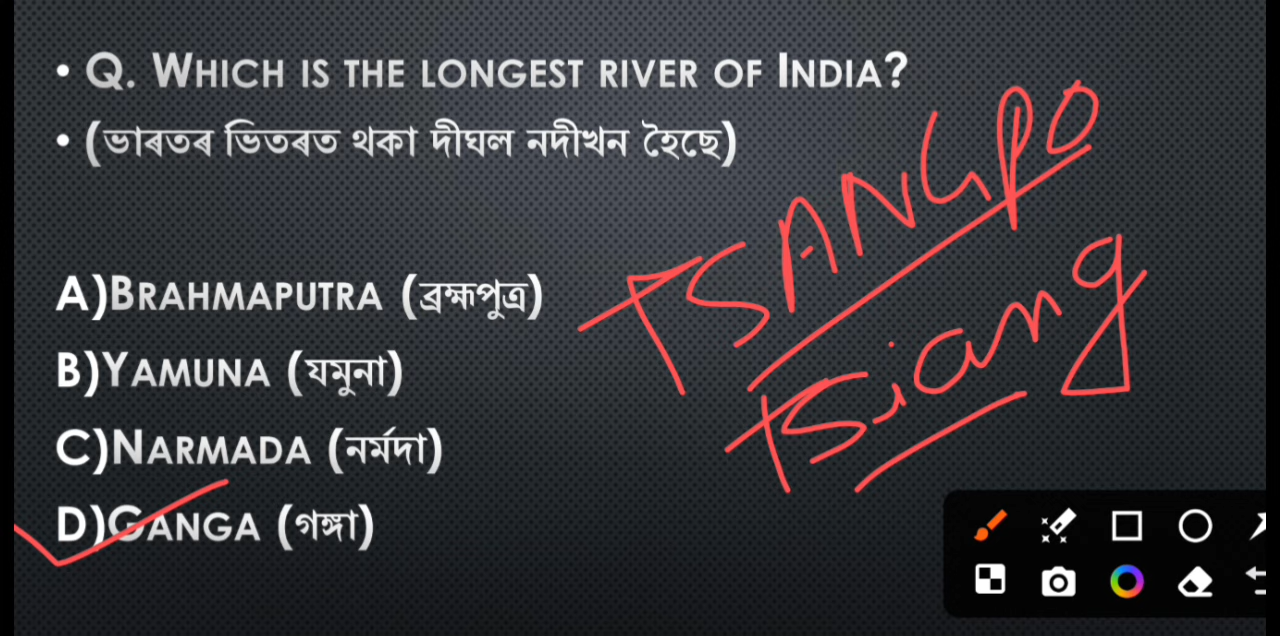 • Q. WHICH IS THE LONGEST RIVER OF INDIA?
• (ভাৰতৰ ভিতৰত থকা দীঘল নদীখন হৈছে)
TSANGPO
A)BRAHMAPUTRA (ব্ৰহ্মপুত্ৰ)
Tsiang
B)YAMUNA (যমুনা)
C)NARMADA (নৰ্মদা)
D)GANGA (গঙ্গা)